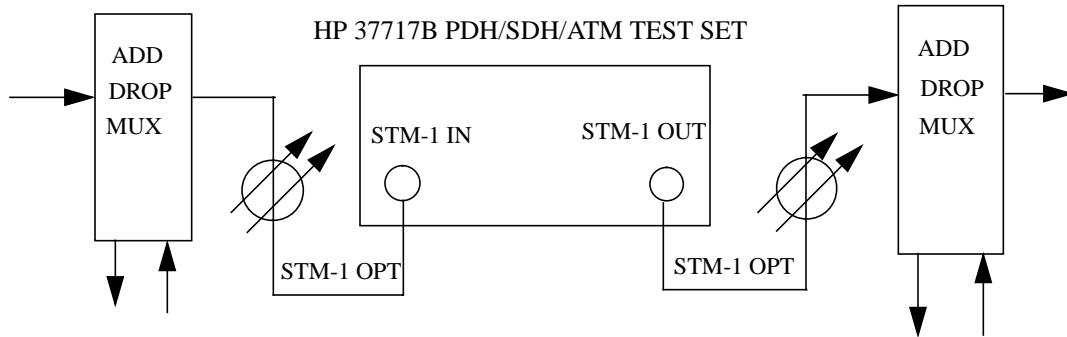 HP 37717B PDH/SDH/ATM TEST SET
ADD
DROP
MUX
STM-1 IN
STM-1 OUT
ADD
DROP
MUX
STM-1 OPT
STM-1 OPT